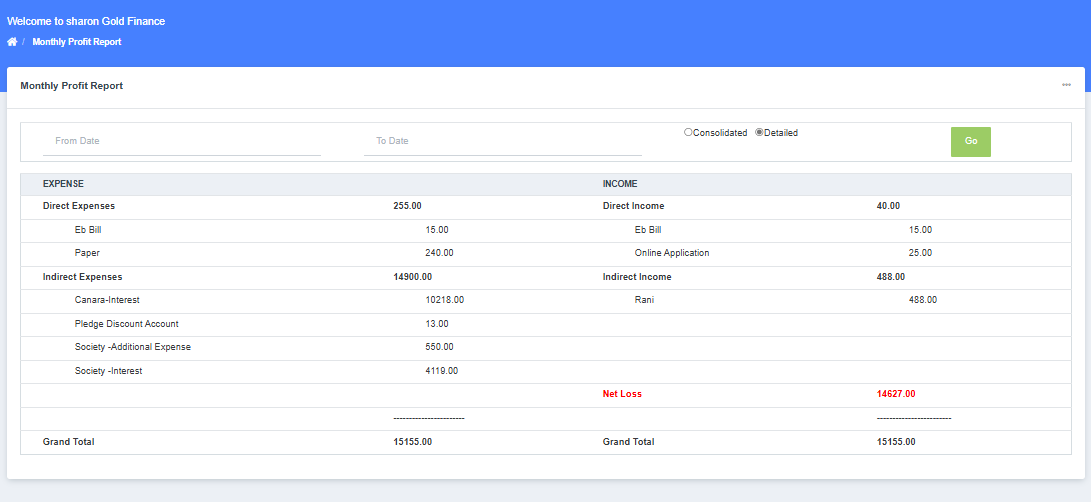 Welcome to sharon Gold Finance
/ Monthly Profit Report
Monthly Profit Report
From Date To Date Consolidated Detailed Go
EXPENSE INCOME
Direct Expenses 255.00 Direct Income 40.00
Eb Bill 15.00 Eb Bill 15.00
Paper 240.00 Online Application 25.00
Indirect Expenses 14900.00 Indirect Income 488.00
Canara-Interest 10218.00 Rani 488.00
Pledge Discount Account 13.00
Society -Additional Expense 550.00
Society -Interest 4119.00
Net Loss 14627.00
------------------------ -------------------------
Grand Total 15155.00 Grand Total 15155.00